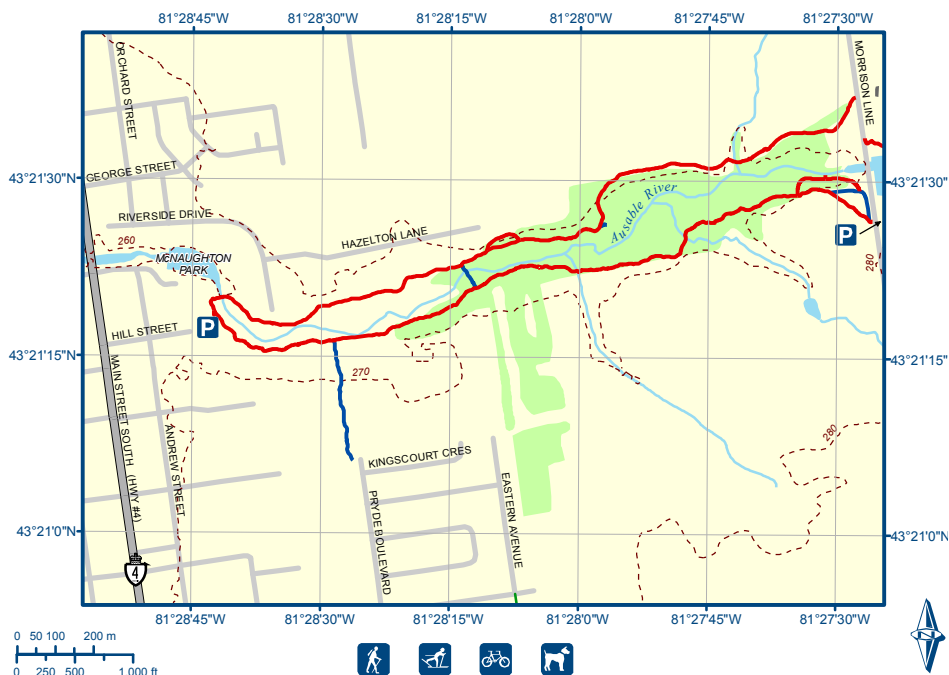 81°28'45"W 81°28'30"W 81°28'15"W 81°28'0"W 81°27'45"W 81°27'30"W
ORCHARD STREET
MORRISON LINE
GEORGE STREET
43°21'30"N
43°21'30"N
RIVERSIDE DRIVE
Ausable River
HAZELTON LANE
260
P
McNAUGHTON
PARK
280
P
HILL STREET
43°21'15"N
43°21'15"N
270
MAIN STREET SOUTH (HWY #4)
ANDREW STREET
280
KINGSCOURT CRES
PRYDE BOULEVARD
EASTERN AVENUE
43°21'0"N
43°21'0"N
4
81°28'45"W 81°28'30"W 81°28'15"W 81°28'0"W 81°27'45"W 81°27'30"W
0 50 100 200 m
0 250 500 1 000 ft
N